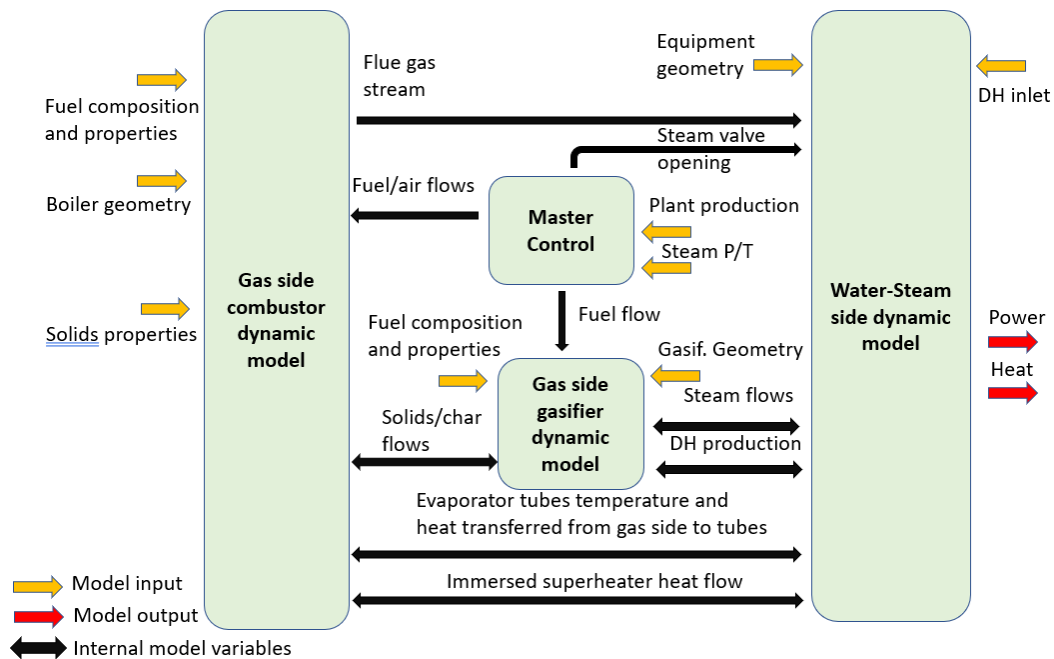 Fuel composition
and properties
Boiler geometry
Solids properties
Gas side
combustor
dynamic
model
Flue gas
stream
Equipment
geometry
DH inlet
Steam valve
opening
Fuel/air flows
Master
Control
Plant production
Steam P/T
Fuel flow
Fuel composition
and properties
Gasif. Geometry
Gas side
gasifier
dynamic
model
Steam flows
DH production
Solids/char
flows
Water-Steam
side dynamic
model
Power
Heat
Evaporator tubes temperature and
heat transferred from gas side to tubes
Immersed superheater heat flow
Model input
Model output
Internal model variables